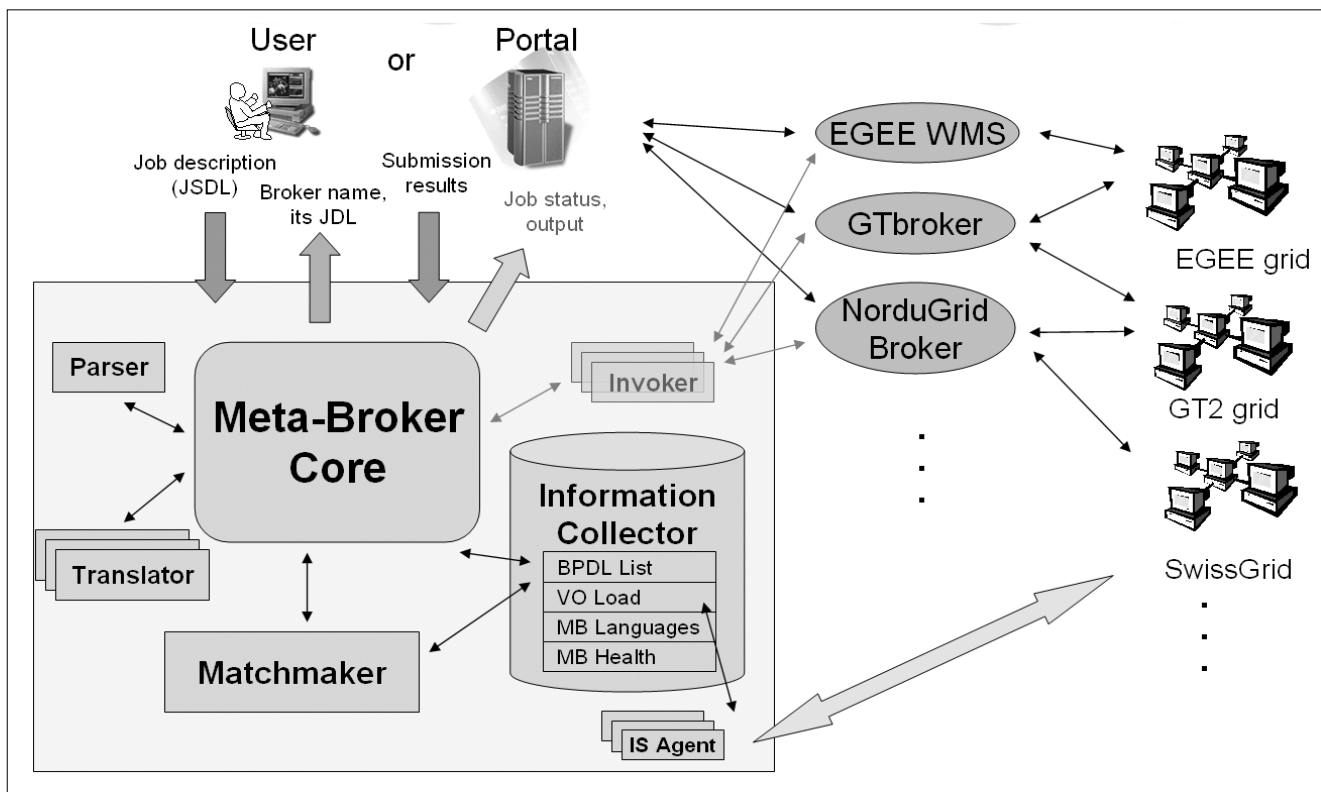 User
or
Portal
Job description
(JSDL)
Broker name,
its JDL
Submission
results
Job status,
output
EGEE WMS
GTbroker
NorduGrid
Broker
.
.
.
EGEE grid
GT2 grid
SwissGrid
.
.
.
Parser
Meta-Broker
Core
Invoker
Translator
Matchmaker
Information
Collector
BPDL List
VO Load
MB Languages
MB Health
IS Agent